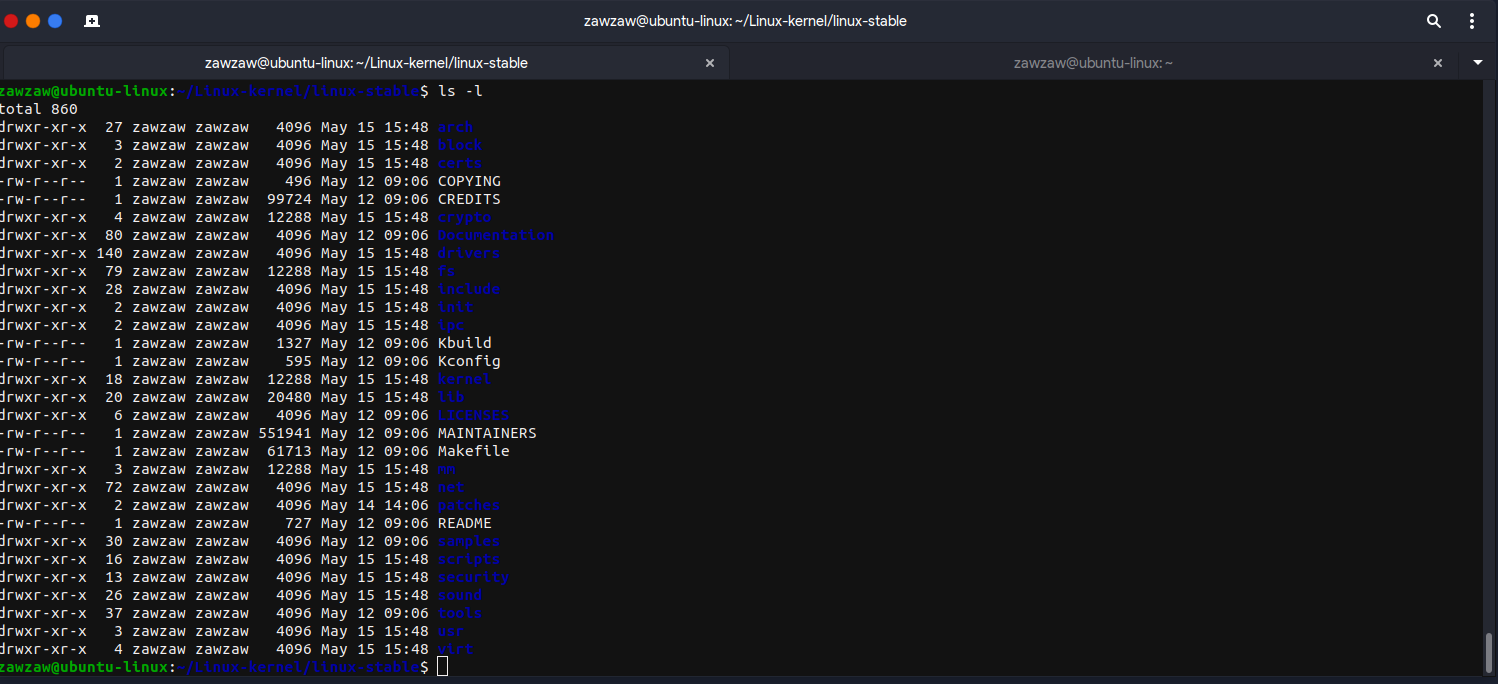 zawzaw@ubuntu-linux: ~/Linux-kernel/linux-stable
zawzaw@ubuntu-linux: ~/Linux-kernel/linux-stable × zawzaw@ubuntu-linux: ~ ×
zawzaw@ubuntu-linux:~/Linux-kernel/linux-stable$ ls -l
total 860
drwxr-xr-x  27 zawzaw zawzaw   4096 May 15 15:48 arch
drwxr-xr-x   3 zawzaw zawzaw   4096 May 15 15:48 block
drwxr-xr-x   2 zawzaw zawzaw   4096 May 15 15:48 certs
-rw-r--r--   1 zawzaw zawzaw    496 May 12 09:06 COPYING
-rw-r--r--   1 zawzaw zawzaw  99724 May 12 09:06 CREDITS
drwxr-xr-x   4 zawzaw zawzaw  12288 May 15 15:48 crypto
drwxr-xr-x  80 zawzaw zawzaw   4096 May 12 09:06 Documentation
drwxr-xr-x 140 zawzaw zawzaw   4096 May 15 15:48 drivers
drwxr-xr-x  79 zawzaw zawzaw  12288 May 15 15:48 fs
drwxr-xr-x  28 zawzaw zawzaw   4096 May 15 15:48 include
drwxr-xr-x   2 zawzaw zawzaw   4096 May 15 15:48 init
drwxr-xr-x   2 zawzaw zawzaw   4096 May 15 15:48 ipc
-rw-r--r--   1 zawzaw zawzaw   1327 May 12 09:06 Kbuild
-rw-r--r--   1 zawzaw zawzaw    595 May 12 09:06 Kconfig
drwxr-xr-x  18 zawzaw zawzaw  12288 May 15 15:48 kernel
drwxr-xr-x  20 zawzaw zawzaw  20480 May 15 15:48 lib
drwxr-xr-x   6 zawzaw zawzaw   4096 May 12 09:06 LICENSES
-rw-r--r--   1 zawzaw zawzaw 551941 May 12 09:06 MAINTAINERS
-rw-r--r--   1 zawzaw zawzaw  61713 May 12 09:06 Makefile
drwxr-xr-x   3 zawzaw zawzaw  12288 May 15 15:48 mm
drwxr-xr-x  72 zawzaw zawzaw   4096 May 15 15:48 net
drwxr-xr-x   2 zawzaw zawzaw   4096 May 14 14:06 patches
-rw-r--r--   1 zawzaw zawzaw    727 May 12 09:06 README
drwxr-xr-x  30 zawzaw zawzaw   4096 May 12 09:06 samples
drwxr-xr-x  16 zawzaw zawzaw   4096 May 15 15:48 scripts
drwxr-xr-x  13 zawzaw zawzaw   4096 May 15 15:48 security
drwxr-xr-x  26 zawzaw zawzaw   4096 May 15 15:48 sound
drwxr-xr-x  37 zawzaw zawzaw   4096 May 12 09:06 tools
drwxr-xr-x   3 zawzaw zawzaw   4096 May 15 15:48 usr
drwxr-xr-x   4 zawzaw zawzaw   4096 May 15 15:48 virt
zawzaw@ubuntu-linux:~/Linux-kernel/linux-stable$